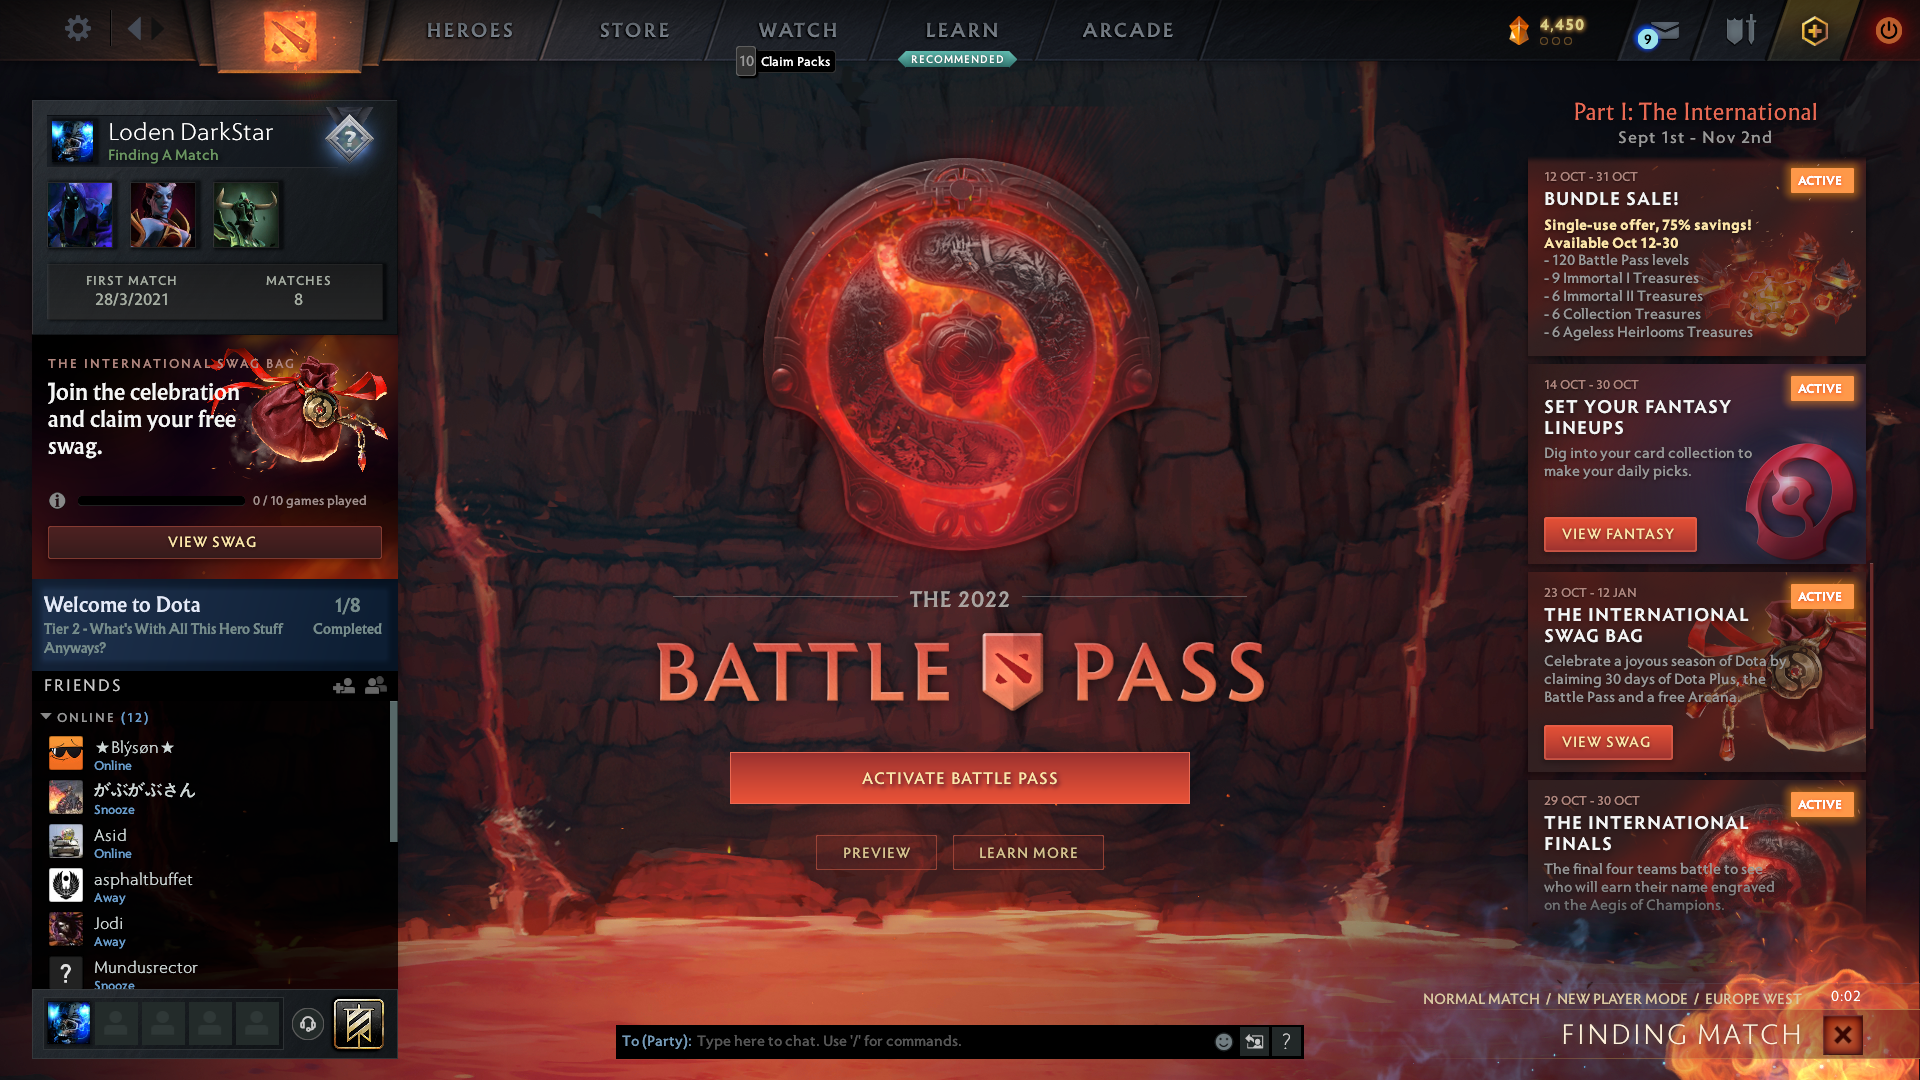 HEROES
STORE
WATCH
LEARN
ARCADE
4,450
9
10 Claim Packs
RECOMMENDED
Loden DarkStar
Finding A Match
?
FIRST MATCH
28/3/2021
MATCHES
8
THE INTERNATIONAL SWAG BAG
Join the celebration
and claim your free
swag.
0 / 10 games played
VIEW SWAG
Welcome to Dota
1/8
Tier 2 - What's With All This Hero Stuff
Anyways?
Completed
FRIENDS
ONLINE (12)
★Blýsøn★
Online
がぶがぶさん
Snooze
Asid
Online
asphaltbuffet
Away
Jodi
Away
?
Mundusrector
Snooze
THE 2022
BATTLE PASS
ACTIVATE BATTLE PASS
PREVIEW
LEARN MORE
To (Party): Type here to chat. Use '/' for commands.
?
Part I: The International
Sept 1st - Nov 2nd
12 OCT - 31 OCT
ACTIVE
BUNDLE SALE!
Single-use offer, 75% savings!
Available Oct 12-30
- 120 Battle Pass levels
- 9 Immortal I Treasures
- 6 Immortal II Treasures
- 6 Collection Treasures
- 6 Ageless Heirlooms Treasures
14 OCT - 30 OCT
ACTIVE
SET YOUR FANTASY
LINEUPS
Dig into your card collection to
make your daily picks.
VIEW FANTASY
23 OCT - 12 JAN
ACTIVE
THE INTERNATIONAL
SWAG BAG
Celebrate a joyous season of Dota by
claiming 30 days of Dota Plus, the
Battle Pass and a free Arcana.
VIEW SWAG
29 OCT - 30 OCT
ACTIVE
THE INTERNATIONAL
FINALS
The final four teams battle to see
who will earn their name engraved
on the Aegis of Champions.
NORMAL MATCH / NEW PLAYER MODE / EUROPE WEST
0:02
FINDING MATCH